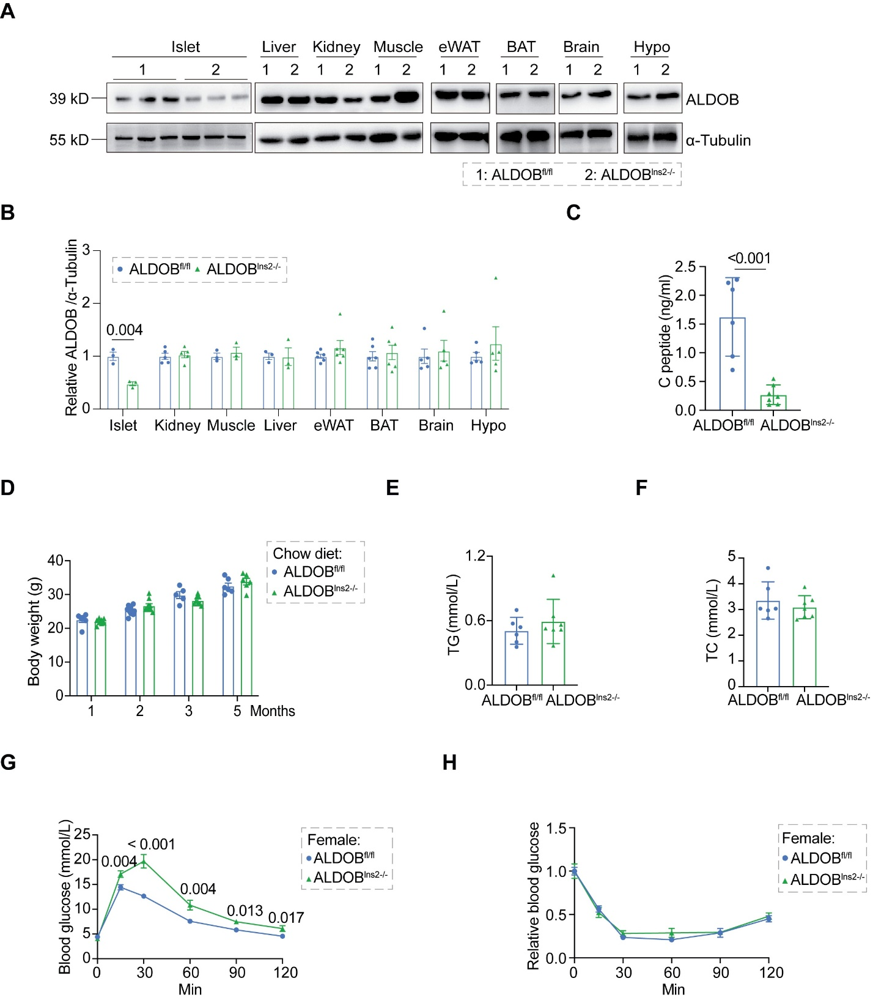 A
Islet Liver Kidney Muscle eWAT BAT Brain Hypo
1 2 1 2 1 2 1 2 1 2 1 2 1 2 1 2
39 kD ALDOB
55 kD α-Tubulin
1: ALDOBfl/fl 2: ALDOBIns2-/-
B
Relative ALDOB /α-Tubulin
3
2
1
0
ALDOBfl/fl ALDOBIns2-/-
0.004
Islet Kidney Muscle Liver eWAT BAT Brain Hypo
C
C peptide (ng/ml)
<0.001
2.5
2.0
1.5
1.0
0.5
0.0
ALDOBfl/fl ALDOBIns2-/-
D
Body weight (g)
40
30
20
10
0
1 2 3 5 Months
Chow diet:
ALDOBfl/fl
ALDOBIns2-/-
E
TG (mmol/L)
1.2
0.6
0.0
ALDOBfl/fl ALDOBIns2-/-
F
TC (mmol/L)
5
4
3
2
1
0
ALDOBfl/fl ALDOBIns2-/-
G
Blood glucose (mmol/L)
25
20
15
10
5
0
< 0.001
0.004
0.004
0.013
0.017
0 30 60 90 120
Min
Female:
ALDOBfl/fl
ALDOBIns2-/-
H
Relative blood glucose
1.5
1.0
0.5
0.0
0 30 60 90 120
Min
Female:
ALDOBfl/fl
ALDOBIns2-/-